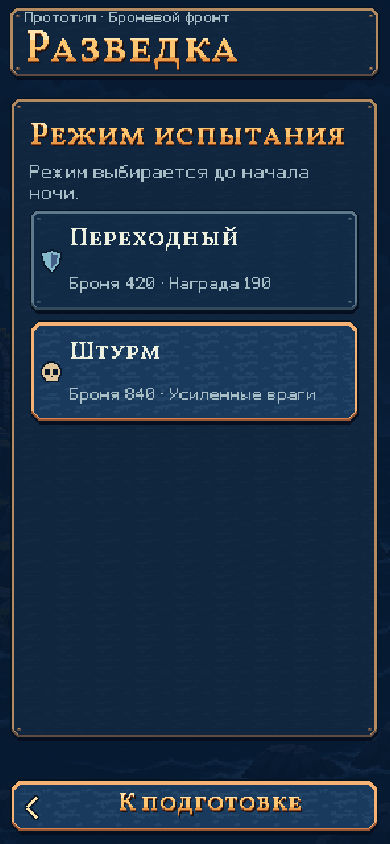 Прототип · Броневой фронт
Разведка
Режим испытания
Режим выбирается до начала
ночи.
Переходный
Броня 420 · Награда 190
Штурм
Броня 840 · Усиленные враги
К подготовке